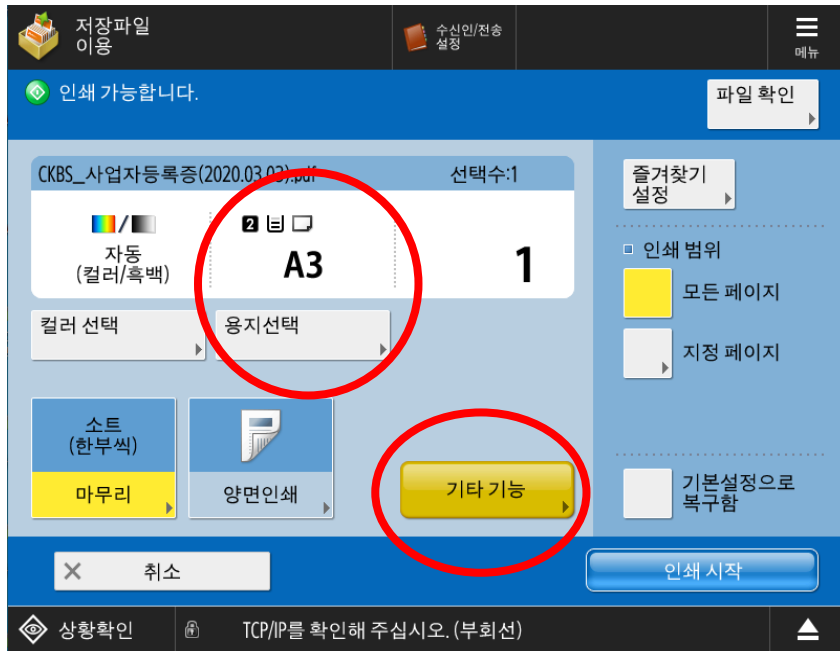 저장파일
이용
수신인/전송
설정
메뉴
인쇄 가능합니다.
파일 확인
CKBS_사업자등록증(2020.03.03).pdf
선택수:1
자동
(컬러/흑백)
2
A3
1
컬러 선택
용지선택
소트
(한부씩)
마무리
양면인쇄
기타 기능
즐겨찾기
설정
인쇄 범위
모든 페이지
지정 페이지
기본설정으로
복구함
취소
인쇄 시작
상황확인
TCP/IP를 확인해 주십시오. (부회선)